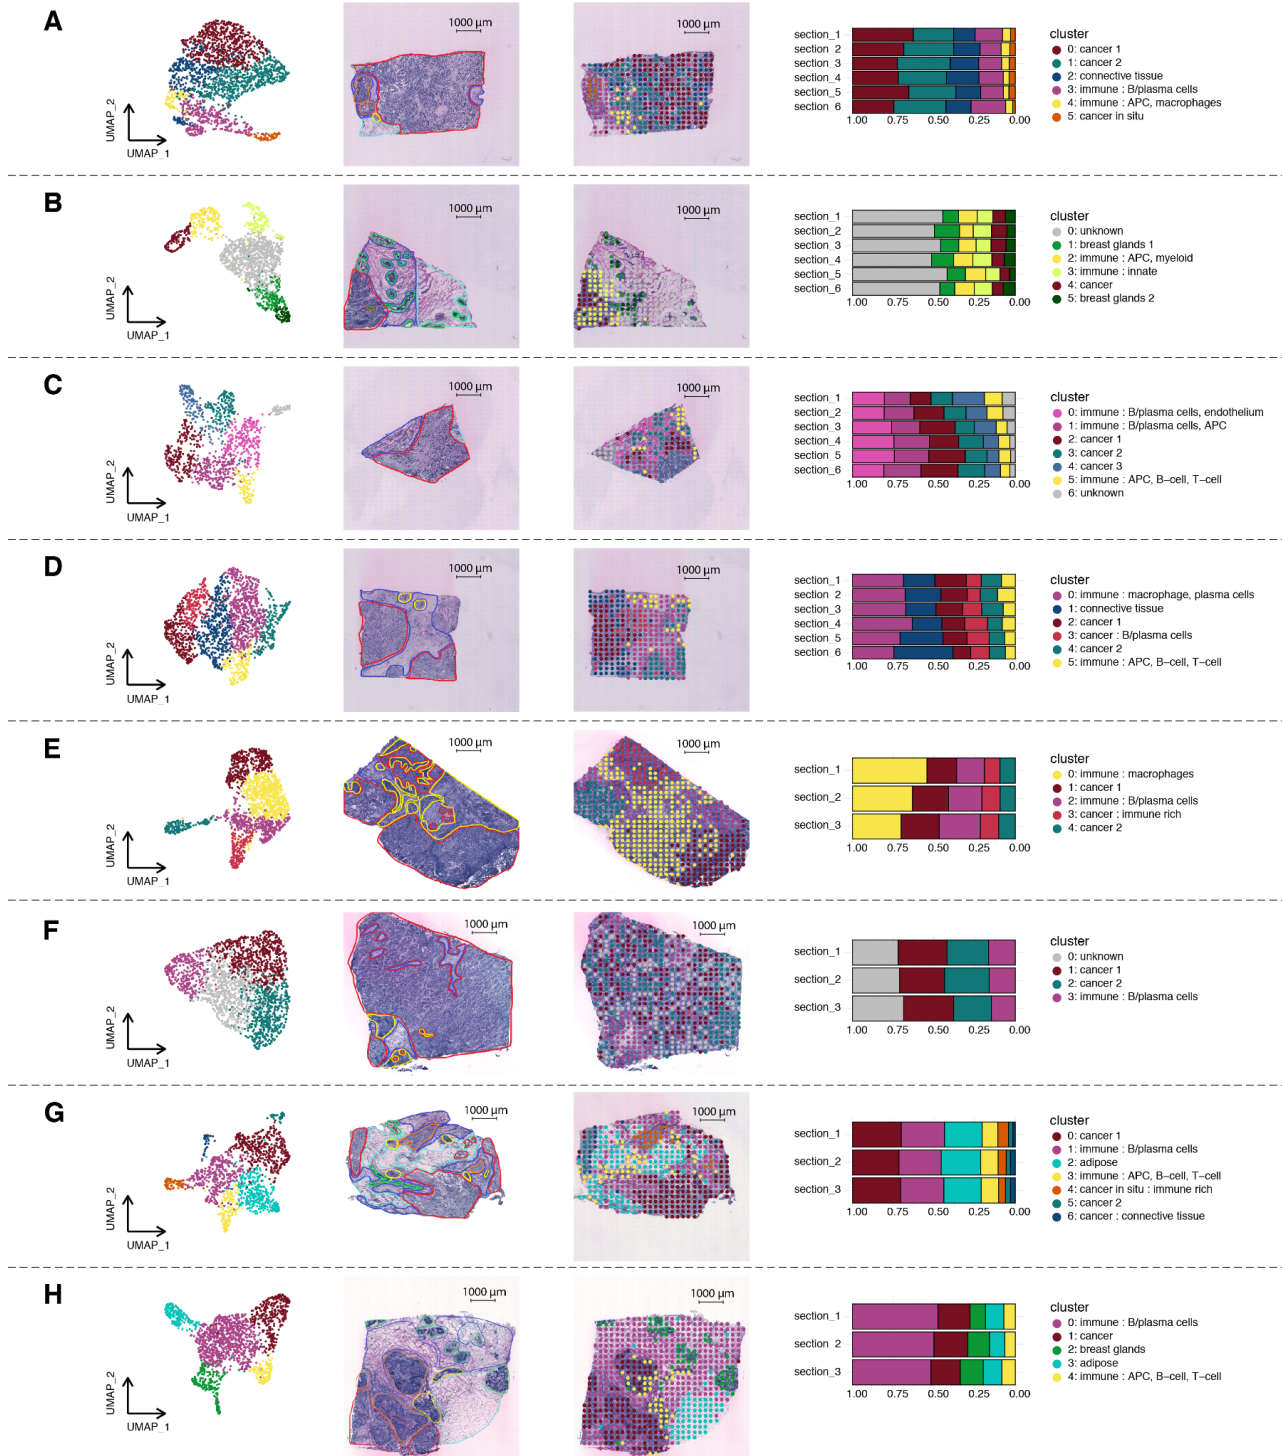 A
UMAP_2
UMAP_1
1000 µm
1000 µm
section_1
section_2
section_3
section_4
section_5
section_6
1.00 0.75 0.50 0.25 0.00
cluster
0: cancer 1
1: cancer 2
2: connective tissue
3: immune : B/plasma cells
4: immune : APC, macrophages
5: cancer in situ
B
UMAP_2
UMAP_1
1000 µm
1000 µm
section_1
section_2
section_3
section_4
section_5
section_6
1.00 0.75 0.50 0.25 0.00
cluster
0: unknown
1: breast glands 1
2: immune : APC, myeloid
3: immune : innate
4: cancer
5: breast glands 2
C
UMAP_2
UMAP_1
1000 µm
1000 µm
section_1
section_2
section_3
section_4
section_5
section_6
1.00 0.75 0.50 0.25 0.00
cluster
0: immune : B/plasma cells, endothelium
1: immune : B/plasma cells, APC
2: cancer 1
3: cancer 2
4: cancer 3
5: immune : APC, B−cell, T−cell
6: unknown
D
UMAP_2
UMAP_1
1000 µm
1000 µm
section_1
section_2
section_3
section_4
section_5
section_6
1.00 0.75 0.50 0.25 0.00
cluster
0: immune : macrophage, plasma cells
1: connective tissue
2: cancer 1
3: cancer : B/plasma cells
4: cancer 2
5: immune : APC, B−cell, T−cell
E
UMAP_2
UMAP_1
1000 µm
1000 µm
section_1
section_2
section_3
1.00 0.75 0.50 0.25 0.00
cluster
0: immune : macrophages
1: cancer 1
2: immune : B/plasma cells
3: cancer : immune rich
4: cancer 2
F
UMAP_2
UMAP_1
1000 µm
1000 µm
section_1
section_2
section_3
1.00 0.75 0.50 0.25 0.00
cluster
0: unknown
1: cancer 1
2: cancer 2
3: immune : B/plasma cells
G
UMAP_2
UMAP_1
1000 µm
1000 µm
section_1
section_2
section_3
1.00 0.75 0.50 0.25 0.00
cluster
0: cancer 1
1: immune : B/plasma cells
2: adipose
3: immune : APC, B−cell, T−cell
4: cancer in situ : immune rich
5: cancer 2
6: cancer : connective tissue
H
UMAP_2
UMAP_1
1000 µm
1000 µm
section_1
section_2
section_3
1.00 0.75 0.50 0.25 0.00
cluster
0: immune : B/plasma cells
1: cancer
2: breast glands
3: adipose
4: immune : APC, B−cell, T−cell